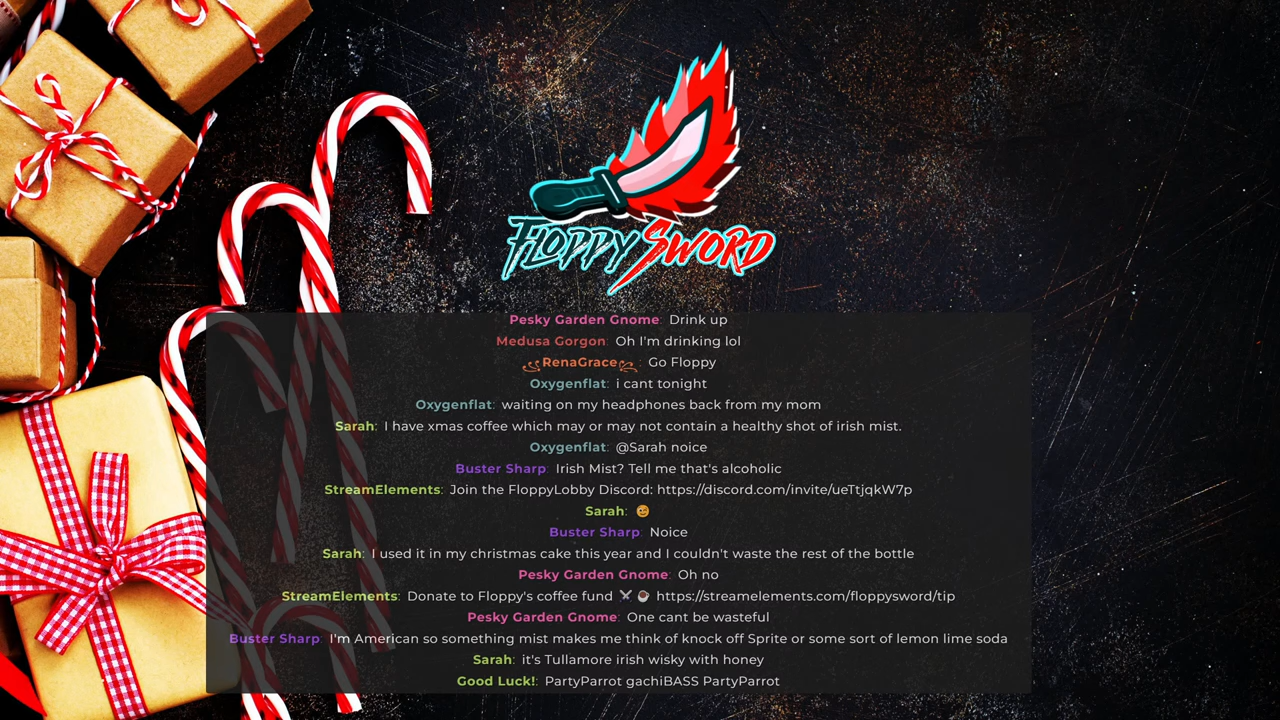 FLOPPY SWORD
Pesky Garden Gnome: Drink up
Medusa Gorgon: Oh I'm drinking lol
RenaGrace: Go Floppy
Oxygenflat: i cant tonight
Oxygenflat: waiting on my headphones back from my mom
Sarah: I have xmas coffee which may or may not contain a healthy shot of irish mist.
Oxygenflat: @Sarah noice
Buster Sharp: Irish Mist? Tell me that's alcoholic
StreamElements: Join the FloppyLobby Discord: https://discord.com/invite/ueTtjqkW7p
Sarah: 😉
Buster Sharp: Noice
Sarah: I used it in my christmas cake this year and I couldn't waste the rest of the bottle
Pesky Garden Gnome: Oh no
StreamElements: Donate to Floppy's coffee fund ⚔ ☕ https://streamelements.com/floppysword/tip
Pesky Garden Gnome: One cant be wasteful
Buster Sharp: I'm American so something mist makes me think of knock off Sprite or some sort of lemon lime soda
Sarah: it's Tullamore irish wisky with honey
Good Luck!: PartyParrot gachiBASS PartyParrot